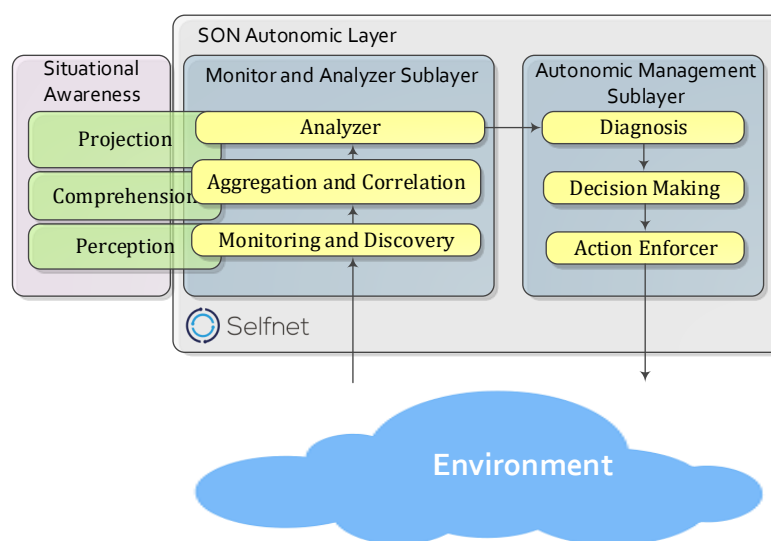 SON Autonomic Layer
Situational
Awareness
Monitor and Analyzer Sublayer
Autonomic Management
Sublayer
Projection
Analyzer
Diagnosis
Comprehension
Aggregation and Correlation
Decision Making
Perception
Monitoring and Discovery
Action Enforcer
Selfnet
Environment